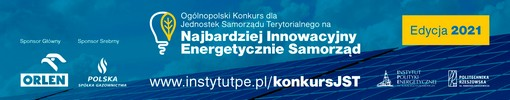 Ogólnopolski Konkurs dla
Jednostek Samorządu Terytorialnego na
Najbardziej Innowacyjny
Energetycznie Samorząd
Edycja 2021
Sponsor Główny
Sponsor Srebrny
ORLEN
POLSKA
SPÓŁKA GAZOWNICTWA
www.instytutpe.pl/konkursJST
INSTYTUT
POLITYKI
ENERGETYCZNEJ
POLITECHNIKA
RZESZOWSKA